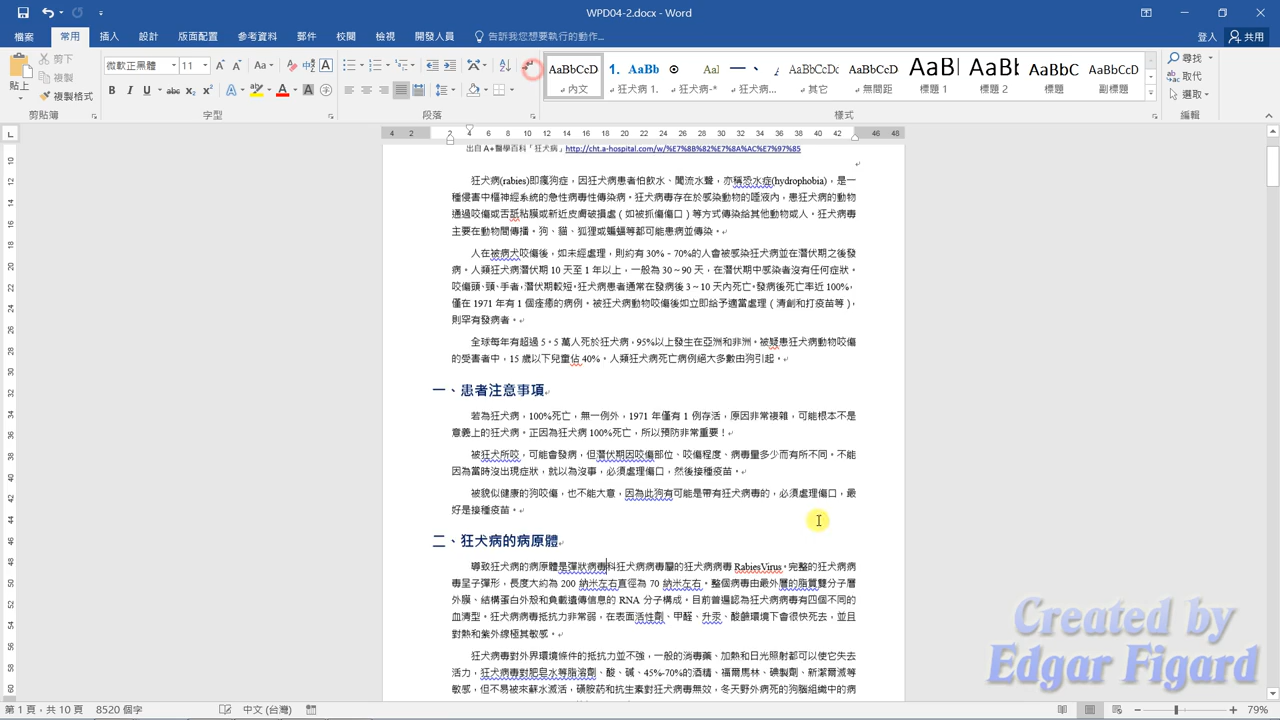 WPD04-2.docx - Word
檔案 常用 插入 設計 版面配置 參考資料 郵件 校閱 檢視 開發人員 告訴我您想要執行的動作... 登入 共用
貼上 剪下 複製 複製格式 剪貼簿
微軟正黑體 11 字型
段落
AaBbCcD 內文
1. AaBb 狂犬病 1.
Aal 狂犬病-*
狂犬病...
AaBbCcDc 其它
AaBbCcD 無間距
AaBl 標題 1
AaBl 標題 2
AaBbC 標題
AaBbCcD 副標題
樣式
尋找 取代 選取 編輯
4 2 2 4 6 8 10 12 14 16 18 20 22 24 26 28 30 32 34 36 38 40 42 46 48
出自 A+醫學百科「狂犬病」http://cht.a-hospital.com/w/%E7%8B%82%E7%8A%AC%E7%97%85
狂犬病(rabies)即瘋狗症，因狂犬病患者怕飲水、聞流水聲，亦稱恐水症(hydrophobia)，是一
種侵害中樞神經系統的急性病毒性傳染病。狂犬病毒存在於感染動物的唾液內，患狂犬病的動物
通過咬傷或舌舐粘膜或新近皮膚破損處（如被抓傷傷口）等方式傳染給其他動物或人。狂犬病毒
主要在動物間傳播。狗、貓、狐狸或蝙蝠等都可能患病並傳染。
人在被病犬咬傷後，如未經處理，則約有 30%－70%的人會被感染狂犬病並在潛伏期之後發
病。人類狂犬病潛伏期 10 天至 1 年以上，一般為 30～90 天，在潛伏期中感染者沒有任何症狀。
咬傷頭、頸、手者，潛伏期較短。狂犬病患者通常在發病後 3～10 天內死亡。發病後死亡率近 100%，
僅在 1971 年有 1 個痊癒的病例。被狂犬病動物咬傷後如立即給予適當處理（清創和打疫苗等），
則罕有發病者。
全球每年有超過 5。5 萬人死於狂犬病，95%以上發生在亞洲和非洲。被疑患狂犬病動物咬傷
的受害者中，15 歲以下兒童佔 40%。人類狂犬病死亡病例絕大多數由狗引起。
一、患者注意事項
若為狂犬病，100%死亡，無一例外，1971 年僅有 1 例存活，原因非常複雜，可能根本不是
意義上的狂犬病。正因為狂犬病 100%死亡，所以預防非常重要！
被狂犬所咬，可能會發病，但潛伏期因咬傷部位、咬傷程度、病毒量多少而有所不同。不能
因為當時沒出現症狀，就以為沒事，必須處理傷口，然後接種疫苗。
被貌似健康的狗咬傷，也不能大意，因為此狗有可能是帶有狂犬病毒的，必須處理傷口，最
好是接種疫苗。
二、狂犬病的病原體
導致狂犬病的病原體是彈狀病毒科狂犬病病毒屬的狂犬病病毒 RabiesVirus。完整的狂犬病病
毒呈子彈形，長度大約為 200 納米左右直徑為 70 納米左右。整個病毒由最外層的脂質雙分子層
外膜、結構蛋白外殼和負載遺傳信息的 RNA 分子構成。目前普遍認為狂犬病病毒有四個不同的
血清型。狂犬病病毒抵抗力非常弱，在表面活性劑、甲醛、升汞、酸鹼環境下會很快死去，並且
對熱和紫外線極其敏感。
狂犬病毒對外界環境條件的抵抗力並不強，一般的消毒藥、加熱和日光照射都可以使它失去
活力，狂犬病毒對肥皂水等脂溶劑、酸、碱、45%-70%的酒精、福爾馬林、碘製劑、新潔爾滅等
敏感，但不易被來蘇水滅活，磺胺葯和抗生素對狂犬病毒無效，冬天野外病死的狗腦組織中的病
Created by
Edgar Figard
第 1 頁，共 10 頁 8520 個字 中文 (台灣) 79%